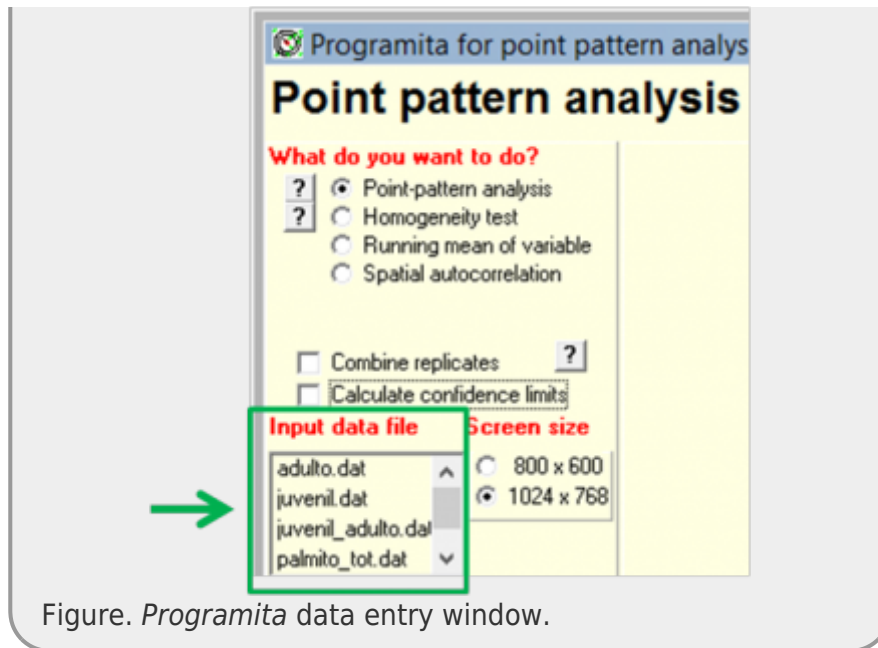 Programita for point pattern analys
Point pattern analysis
What do you want to do?
? Point-pattern analysis
? Homogeneity test
Running mean of variable
Spatial autocorrelation
Combine replicates ?
Calculate confidence limits
Input data file Screen size
adulto.dat 800 x 600
juvenil.dat 1024 x 768
juvenil_adulto.dat
palmito_tot.dat
Figure. Programita data entry window.